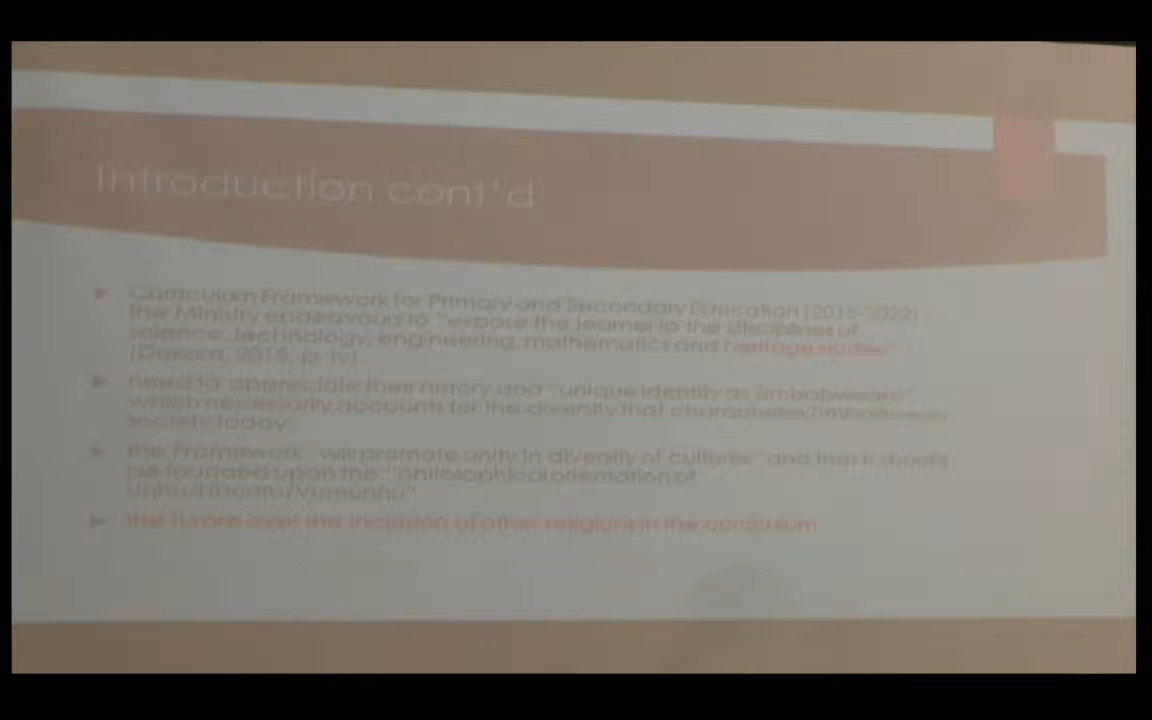 Introduction cont'd
Curriculum Framework for Primary and Secondary Education (2015-2022) :
the Ministry endeavours to "expose the learner to the disciplines of
science, technology, engineering, mathematics and heritage studies"
(Dokora, 2015, p. iv)
need to appreciate their history and "unique identity as Zimbabweans",
which necessarily accounts for the diversity that characterise Zimbabwean
society today
the Framework "will promote unity in diversity of cultures" and that it should
be taught upon the "philosophical orientation of
Unhu/Ubuntu/Vumunhu"
the furore over the inclusion of other religions in the curriculum